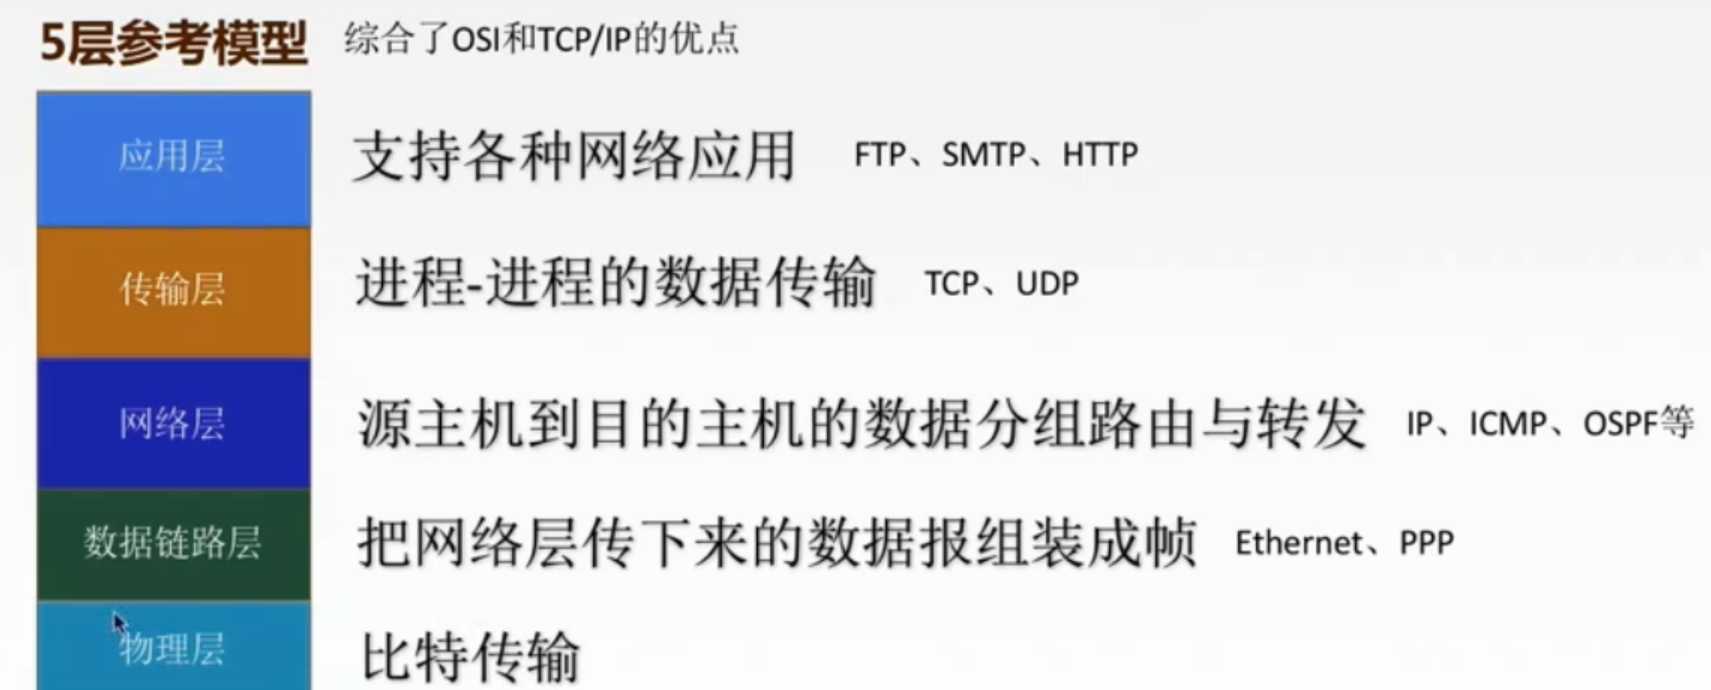 5层参考模型 综合了OSI和TCP/IP的优点
应用层 支持各种网络应用 FTP、SMTP、HTTP
传输层 进程-进程的数据传输 TCP、UDP
网络层 源主机到目的主机的数据分组路由与转发 IP、ICMP、OSPF等
数据链路层 把网络层传下来的数据报组装成帧 Ethernet、PPP
物理层 比特传输